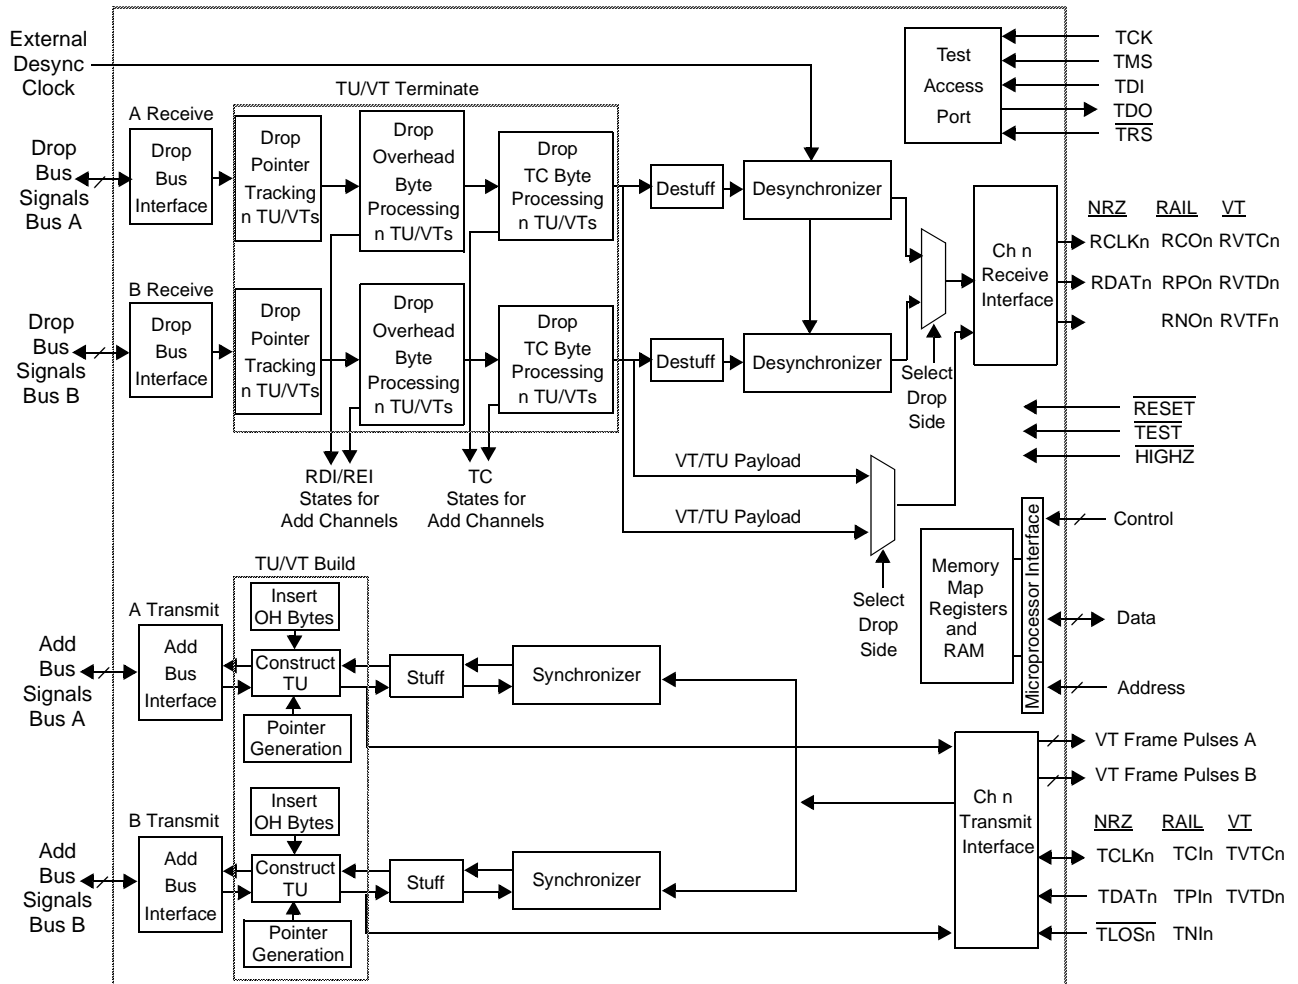 External
Desync
Clock
TU/VT Terminate
Test
Access
Port
TCK
TMS
TDI
TDO
TRS
A Receive
Drop
Bus
Signals
Bus A
Drop
Bus
Interface
Drop
Pointer
Tracking
n TU/VTs
Drop
Overhead
Byte
Processing
n TU/VTs
Drop
TC Byte
Processing
n TU/VTs
Destuff
Desynchronizer
Ch n
Receive
Interface
NRZ RAIL VT
RCLKn RCOn RVTCn
RDATn RPOn RVTDn
RNOn RVTFn
B Receive
Drop
Bus
Signals
Bus B
Drop
Bus
Interface
Drop
Pointer
Tracking
n TU/VTs
Drop
Overhead
Byte
Processing
n TU/VTs
Drop
TC Byte
Processing
n TU/VTs
Destuff
Desynchronizer
Select
Drop
Side
RESET
TEST
HIGHZ
RDI/REI
States for
Add Channels
TC
States for
Add Channels
VT/TU Payload
VT/TU Payload
Select
Drop
Side
Memory
Map
Registers
and
RAM
Microprocessor Interface
Control
Data
Address
TU/VT Build
A Transmit
Add
Bus
Signals
Bus A
Add
Bus
Interface
Insert
OH Bytes
Construct
TU
Pointer
Generation
Stuff
Synchronizer
VT Frame Pulses A
VT Frame Pulses B
Ch n
Transmit
Interface
NRZ RAIL VT
TCLKn TCIn TVTCn
TDATn TPIn TVTDn
TLOSn TNIn
B Transmit
Add
Bus
Signals
Bus B
Add
Bus
Interface
Insert
OH Bytes
Construct
TU
Pointer
Generation
Stuff
Synchronizer